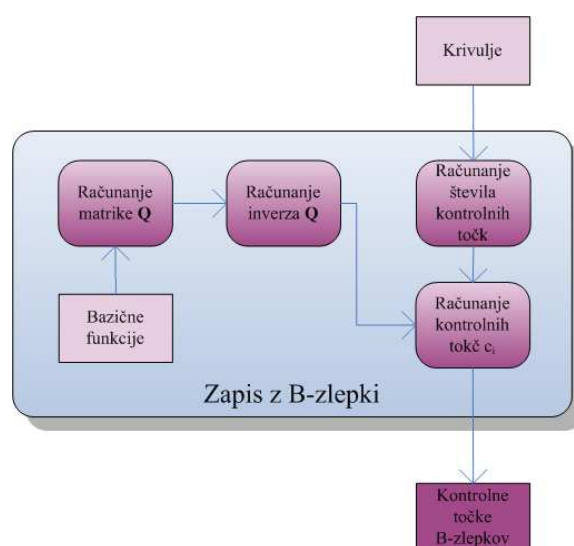 Krivulje
Računanje
matrike Q
Računanje
inverza Q
Računanje
števila
kontrolnih
točk
Bazične
funkcije
Računanje
kontrolnih
tokč cᵢ
Zapis z B-zlepki
Kontrolne
točke
B-zlepkov